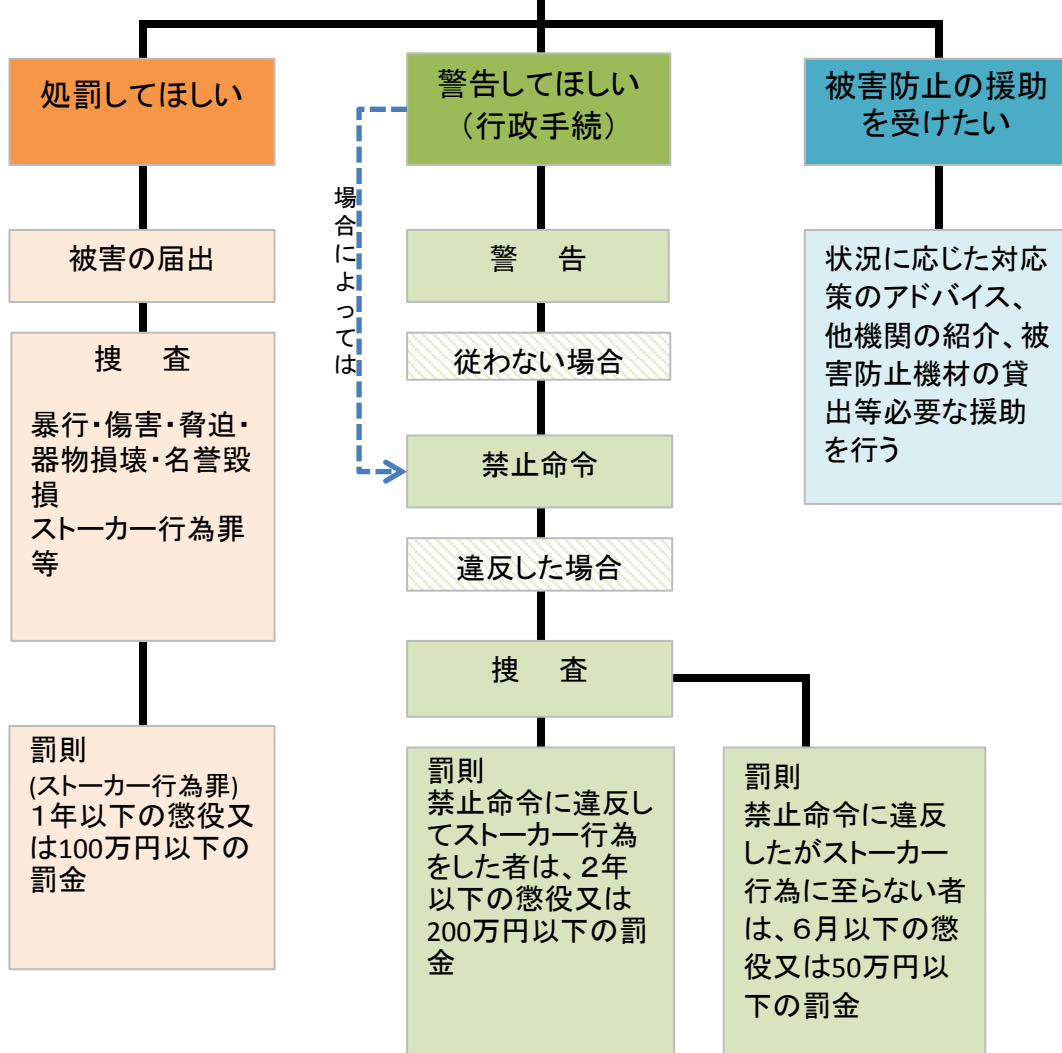 処罰してほしい
警告してほしい
（行政手続）
被害防止の援助
を受けたい
場合によっては
被害の届出
捜　査
暴行・傷害・脅迫・
器物損壊・名誉毀
損
ストーカー行為罪
等
罰則
(ストーカー行為罪)
１年以下の懲役又
は100万円以下の
罰金
警　告
従わない場合
禁止命令
違反した場合
捜　査
罰則
禁止命令に違反し
てストーカー行為
をした者は、２年
以下の懲役又は
200万円以下の罰
金
罰則
禁止命令に違反
したがストーカー
行為に至らない者
は、６月以下の懲
役又は50万円以
下の罰金
状況に応じた対応
策のアドバイス、
他機関の紹介、被
害防止機材の貸
出等必要な援助
を行う